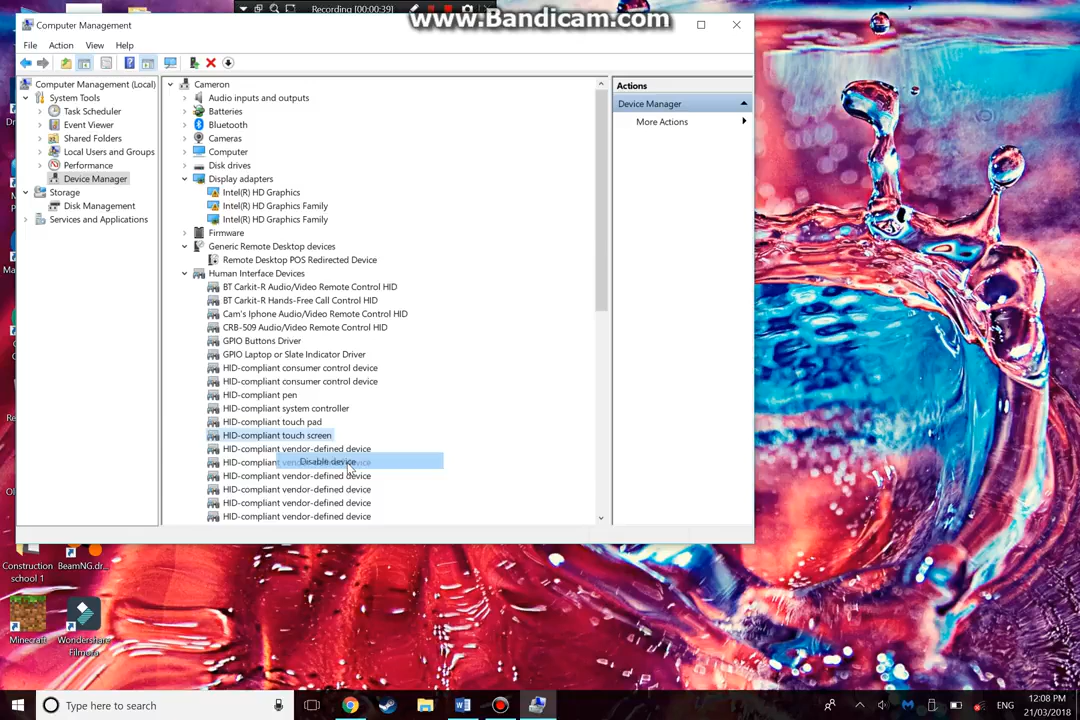 Recording [00:00:39]
www.Bandicam.com
Computer Management
File Action View Help
Computer Management (Local)
System Tools
Task Scheduler
Event Viewer
Shared Folders
Local Users and Groups
Performance
Device Manager
Storage
Disk Management
Services and Applications
Cameron
Audio inputs and outputs
Batteries
Bluetooth
Cameras
Computer
Disk drives
Display adapters
Intel(R) HD Graphics
Intel(R) HD Graphics Family
Intel(R) HD Graphics Family
Firmware
Generic Remote Desktop devices
Remote Desktop POS Redirected Device
Human Interface Devices
BT Carkit-R Audio/Video Remote Control HID
BT Carkit-R Hands-Free Call Control HID
Cam's Iphone Audio/Video Remote Control HID
CRB-509 Audio/Video Remote Control HID
GPIO Buttons Driver
GPIO Laptop or Slate Indicator Driver
HID-compliant consumer control device
HID-compliant consumer control device
HID-compliant pen
HID-compliant system controller
HID-compliant touch pad
HID-compliant touch screen
HID-compliant vendor-defined device
HID-compliant vendor-defined device
Disable device
HID-compliant vendor-defined device
HID-compliant vendor-defined device
HID-compliant vendor-defined device
HID-compliant vendor-defined device
Actions
Device Manager
More Actions
Construction school 1
BeamNG.dr...
Minecraft
Wondershare Filmora
Type here to search
ENG
12:08 PM
21/03/2018